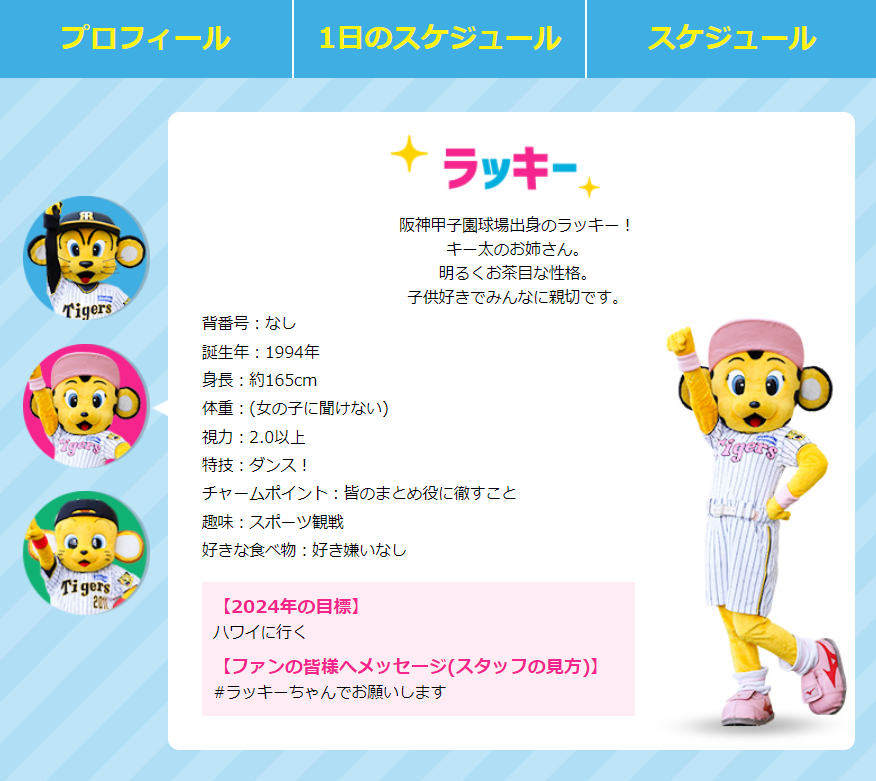 プロフィール
1日のスケジュール
スケジュール
ラッキー
阪神甲子園球場出身のラッキー！
キー太のお姉さん。
明るくお茶目な性格。
子供好きでみんなに親切です。
背番号：なし
誕生年：1994年
身長：約165cm
体重：(女の子に聞けない)
視力：2.0以上
特技：ダンス！
チャームポイント：皆のまとめ役に徹すこと
趣味：スポーツ観戦
好きな食べ物：好き嫌いなし
【2024年の目標】
ハワイに行く
【ファンの皆様へメッセージ(スタッフの見方)】
#ラッキーちゃんでお願いします
Tigers
Tigers
Tigers
2011
Tigers